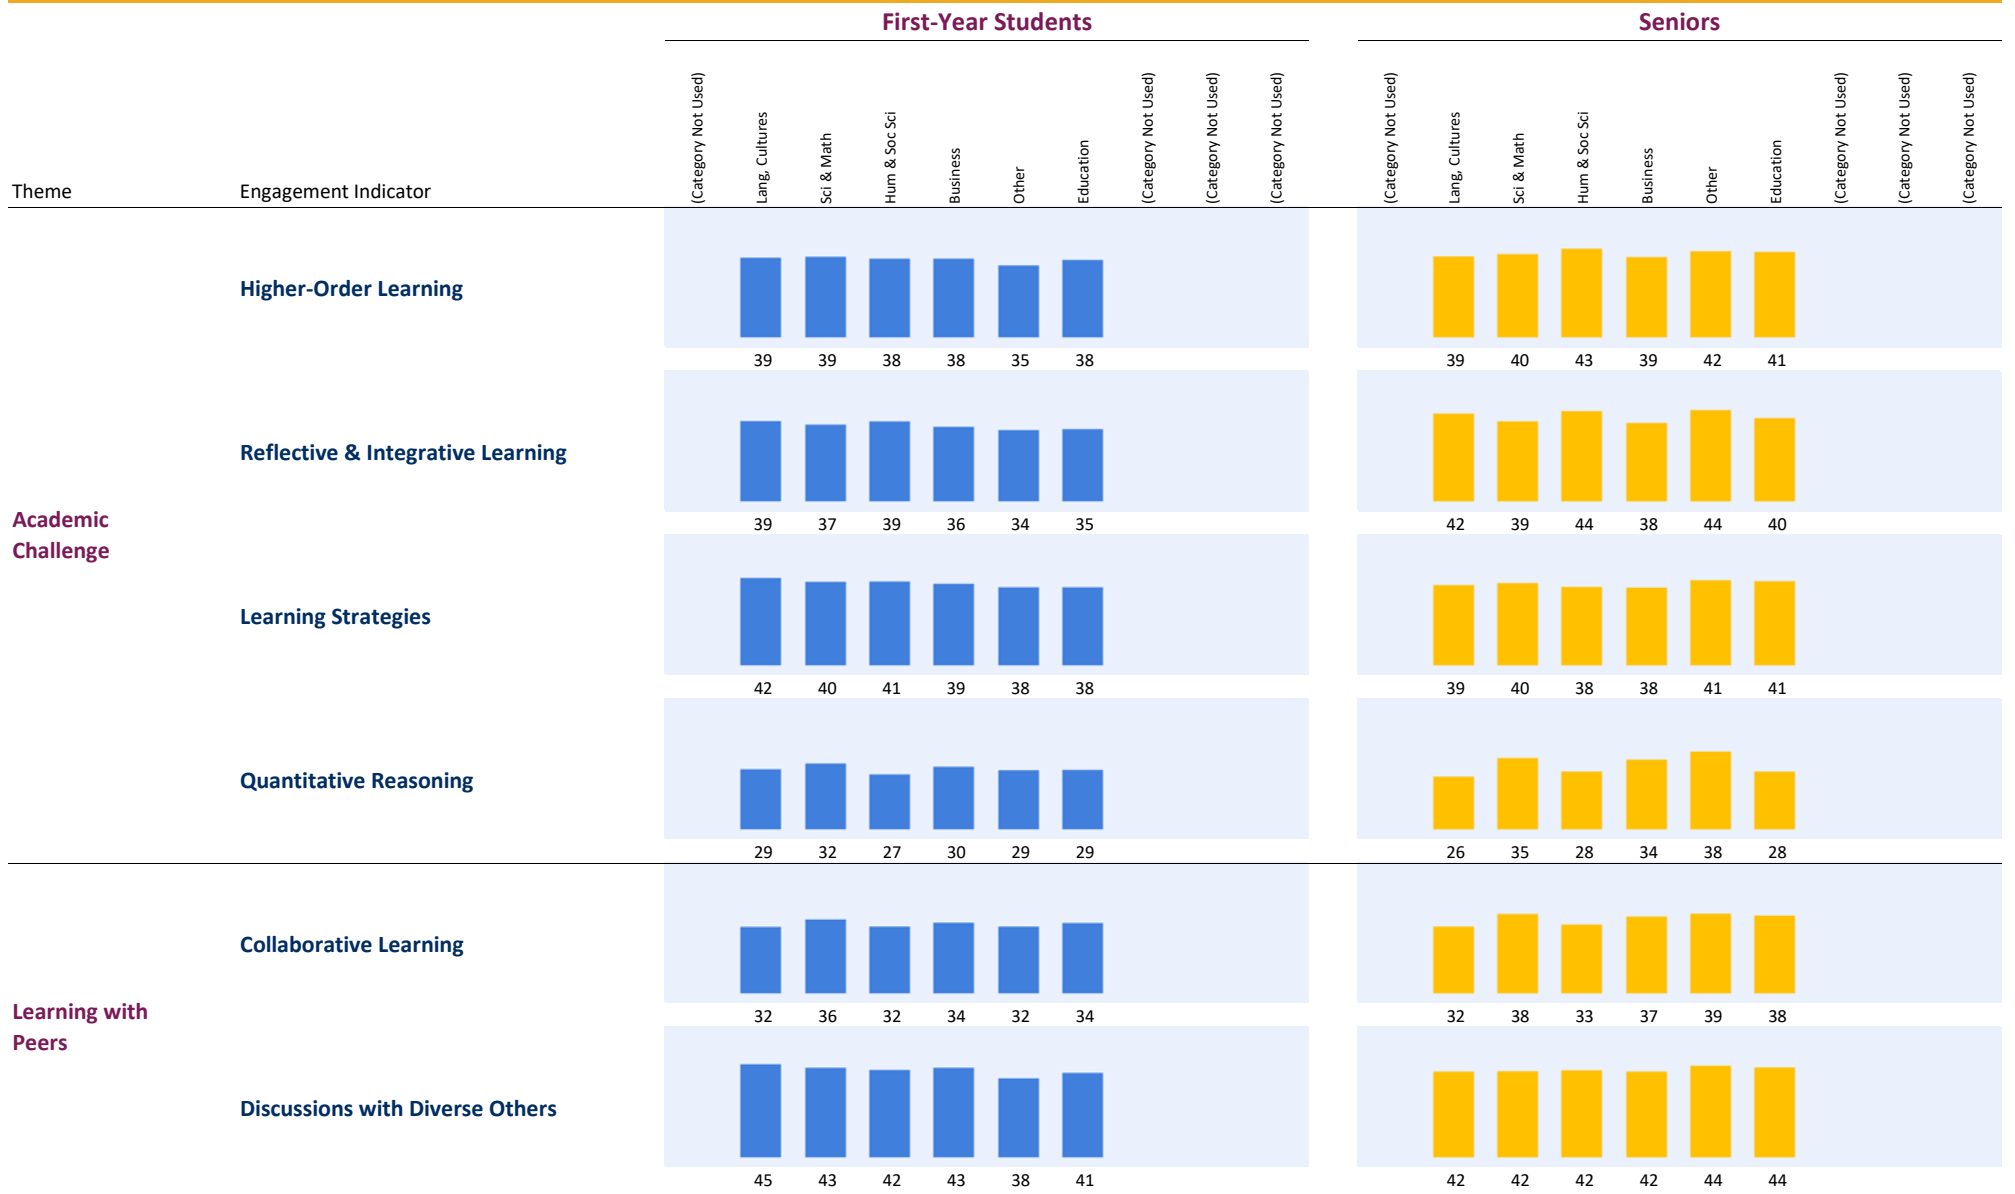 First-Year Students Seniors
Theme Engagement Indicator (Category Not Used) Lang, Cultures Sci & Math Hum & Soc Sci Business Other Education (Category Not Used) (Category Not Used) (Category Not Used) (Category Not Used) Lang, Cultures Sci & Math Hum & Soc Sci Business Other Education (Category Not Used) (Category Not Used) (Category Not Used)
Higher-Order Learning
39 39 38 38 35 38 39 40 43 39 42 41
Reflective & Integrative Learning
39 37 39 36 34 35 42 39 44 38 44 40
Academic
Challenge
Learning Strategies
42 40 41 39 38 38 39 40 38 38 41 41
Quantitative Reasoning
29 32 27 30 29 29 26 35 28 34 38 28
Collaborative Learning
32 36 32 34 32 34 32 38 33 37 39 38
Learning with
Peers
Discussions with Diverse Others
45 43 42 43 38 41 42 42 42 42 44 44